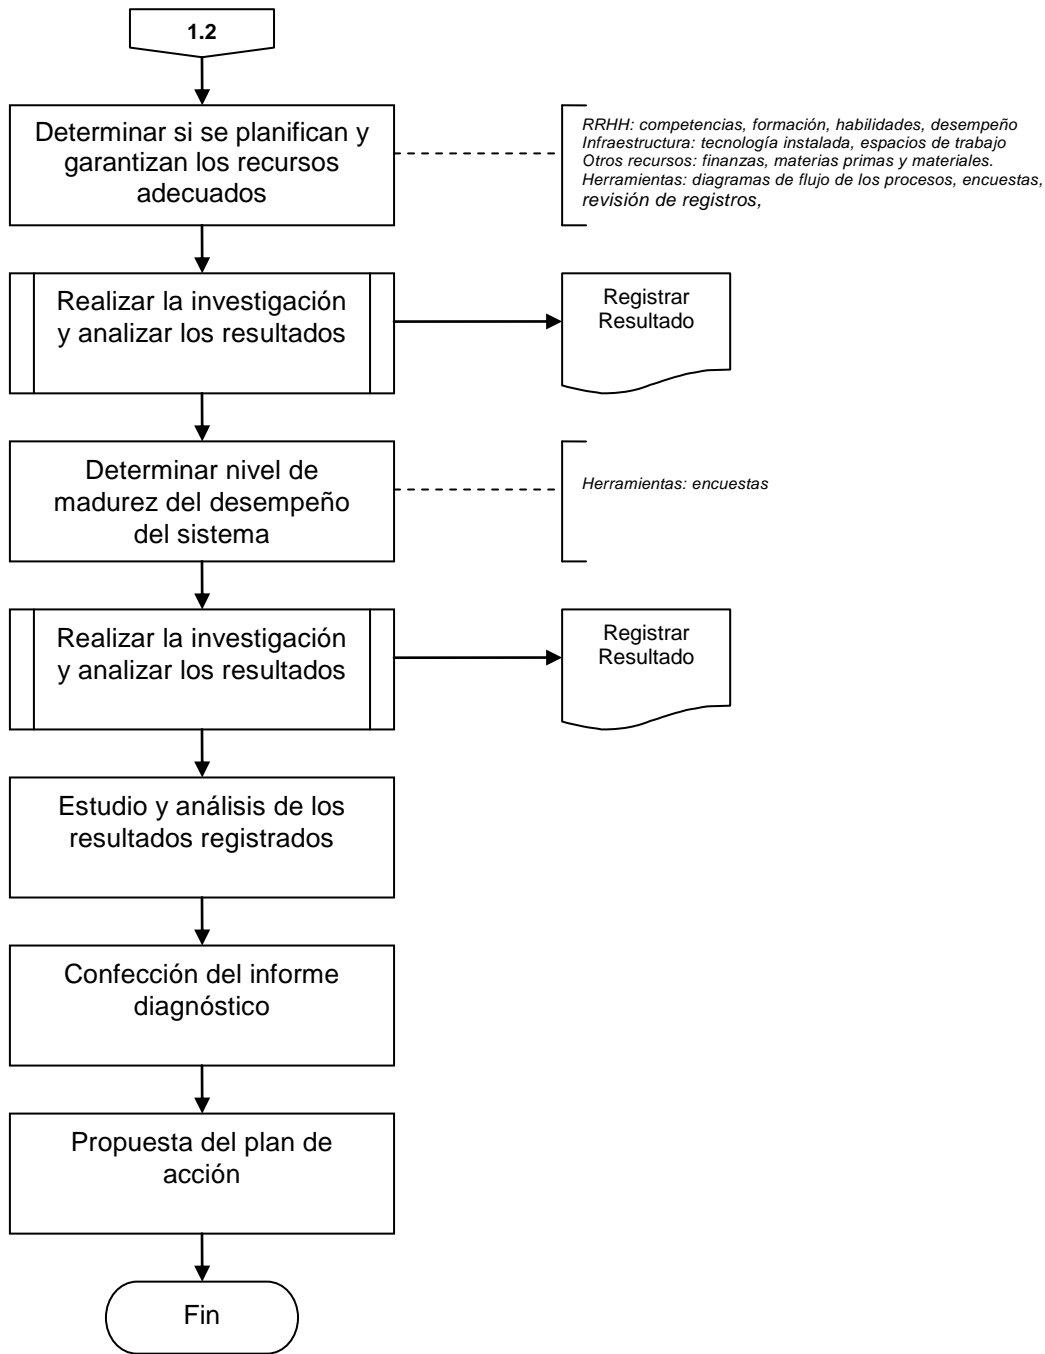 1.2
Determinar si se planifican y
garantizan los recursos
adecuados
RRHH: competencias, formación, habilidades, desempeño
Infraestructura: tecnología instalada, espacios de trabajo
Otros recursos: finanzas, materias primas y materiales.
Herramientas: diagramas de flujo de los procesos, encuestas,
revisión de registros,
Realizar la investigación
y analizar los resultados
Registrar
Resultado
Determinar nivel de
madurez del desempeño
del sistema
Herramientas: encuestas
Realizar la investigación
y analizar los resultados
Registrar
Resultado
Estudio y análisis de los
resultados registrados
Confección del informe
diagnóstico
Propuesta del plan de
acción
Fin